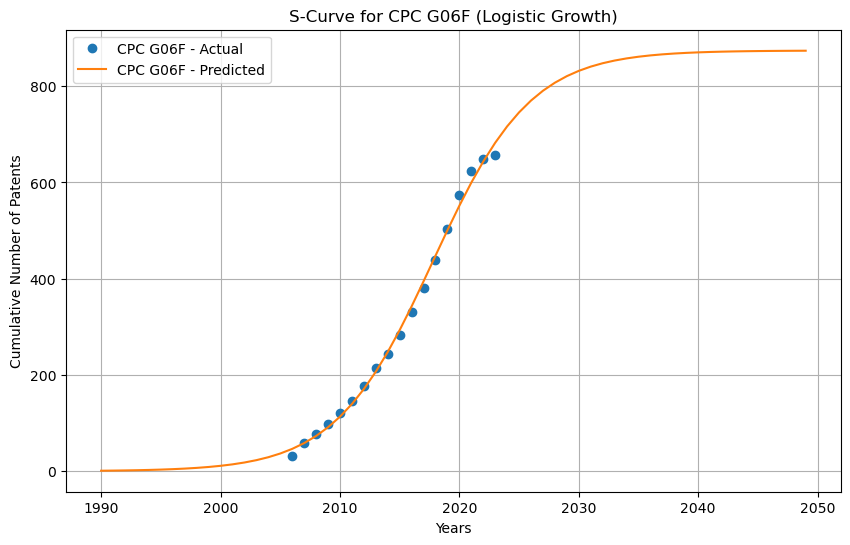 S-Curve for CPC G06F (Logistic Growth)
CPC G06F - Actual
CPC G06F - Predicted
Cumulative Number of Patents
800
600
400
200
0
1990 2000 2010 2020 2030 2040 2050
Years